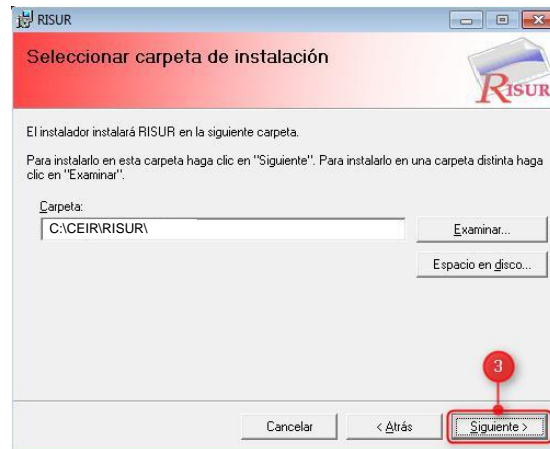 RISUR
Seleccionar carpeta de instalación
RISUR
El instalador instalará RISUR en la siguiente carpeta.
Para instalarlo en esta carpeta haga clic en "Siguiente". Para instalarlo en una carpeta distinta haga
clic en "Examinar".
Carpeta:
C:\CEIR\RISUR\
Examinar...
Espacio en disco...
3
Cancelar
< Atrás
Siguiente >